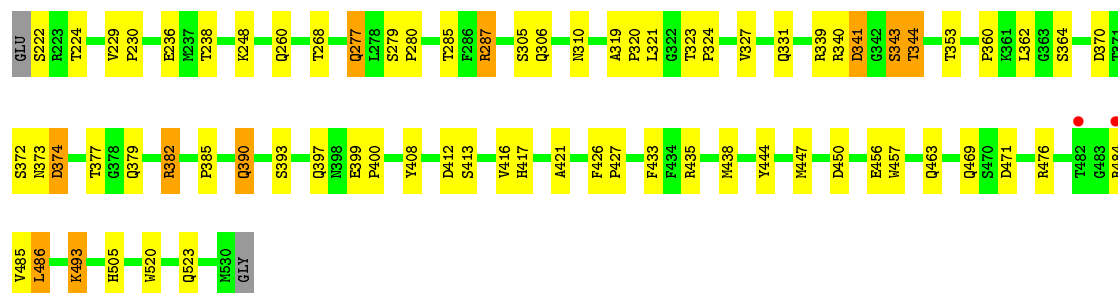 GLU S222 R223 T224 V229 P230 E236 M237 T238 K248 Q260 T268 Q277 L278 S279 P280 T285 F286 R287 S305 Q306 N310 A319 P320 L321 G322 T323 P324 V327 Q331 R339 R340 D341 G342 S343 T344 T353 P360 K361 L362 G363 S364 D370 T371
S372 N373 D374 T377 G378 Q379 R382 P385 Q390 S393 Q397 N398 E399 P400 Y408 D412 S413 V416 H417 A421 F426 P427 F433 F434 R435 M438 Y444 M447 D450 E456 W457 Q463 Q469 S470 D471 R476 T482 G483 R484
V485 L486 K493 H505 W520 Q523 M530 GLY